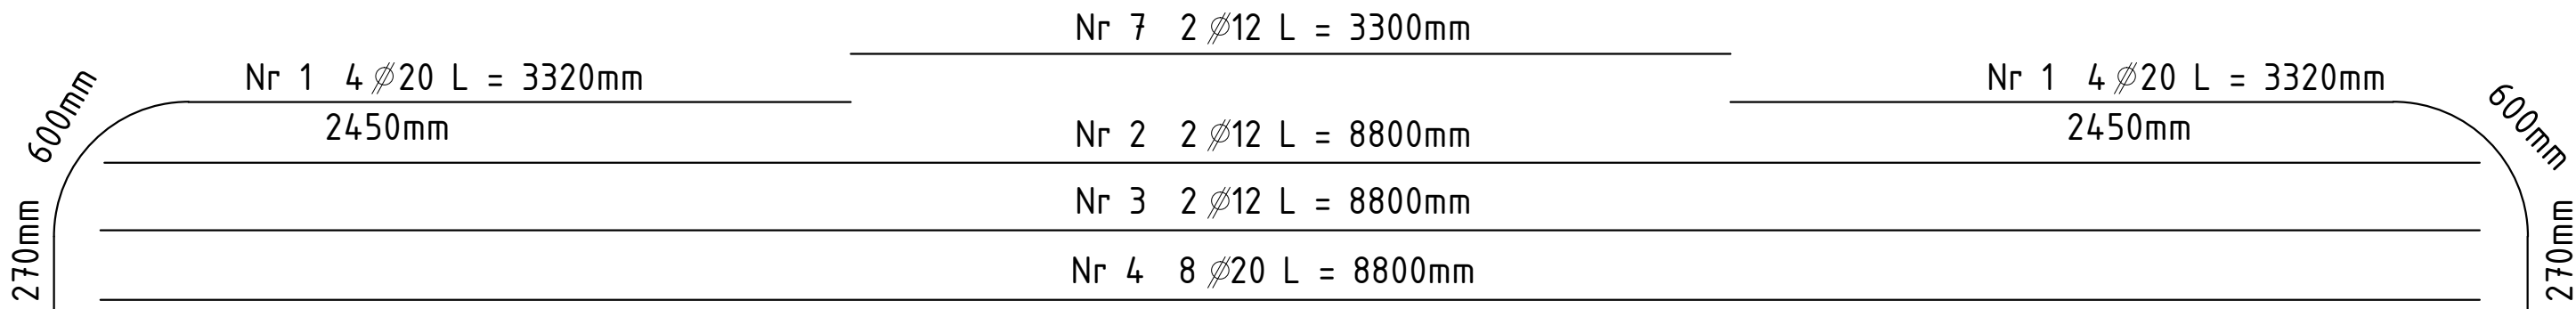 Nr 7 2 ⌀12 L = 3300mm
Nr 1 4 ⌀20 L = 3320mm
Nr 1 4 ⌀20 L = 3320mm
600mm
600mm
2450mm
2450mm
Nr 2 2 ⌀12 L = 8800mm
Nr 3 2 ⌀12 L = 8800mm
270mm
270mm
Nr 4 8 ⌀20 L = 8800mm